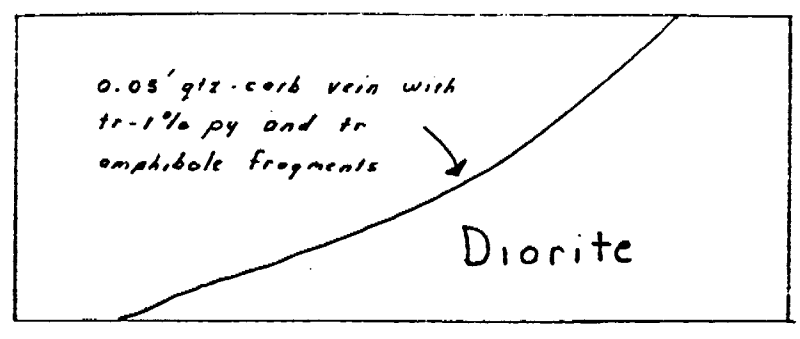 0.05' qtz-carb vein with
tr-1% py and tr
amphibole fragments
Diorite